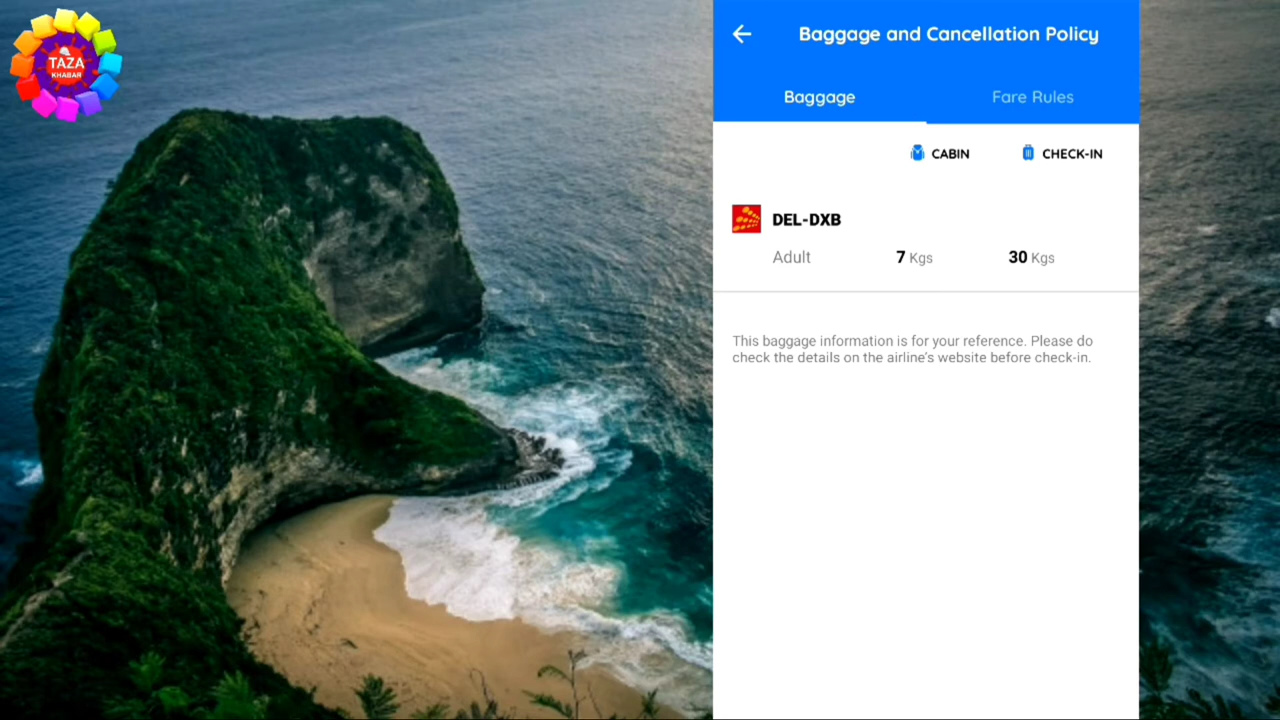 TAZA
KHABAR
Baggage and Cancellation Policy
Baggage
Fare Rules
CABIN
CHECK-IN
DEL-DXB
Adult 7 Kgs 30 Kgs
This baggage information is for your reference. Please do
check the details on the airline's website before check-in.